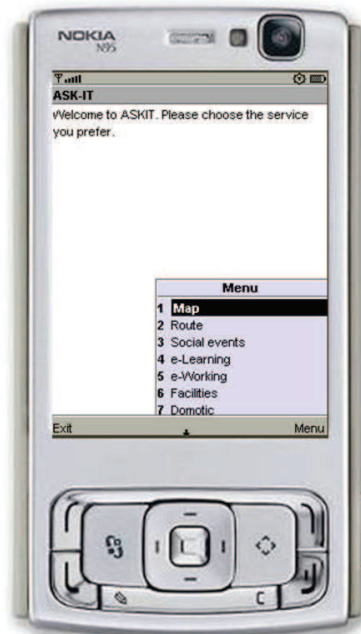 NOKIA
N95
ASK-IT
Welcome to ASKIT. Please choose the service
you prefer.
Menu
1 Map
2 Route
3 Social events
4 e-Learning
5 e-Working
6 Facilities
7 Domotic
Exit Menu
C